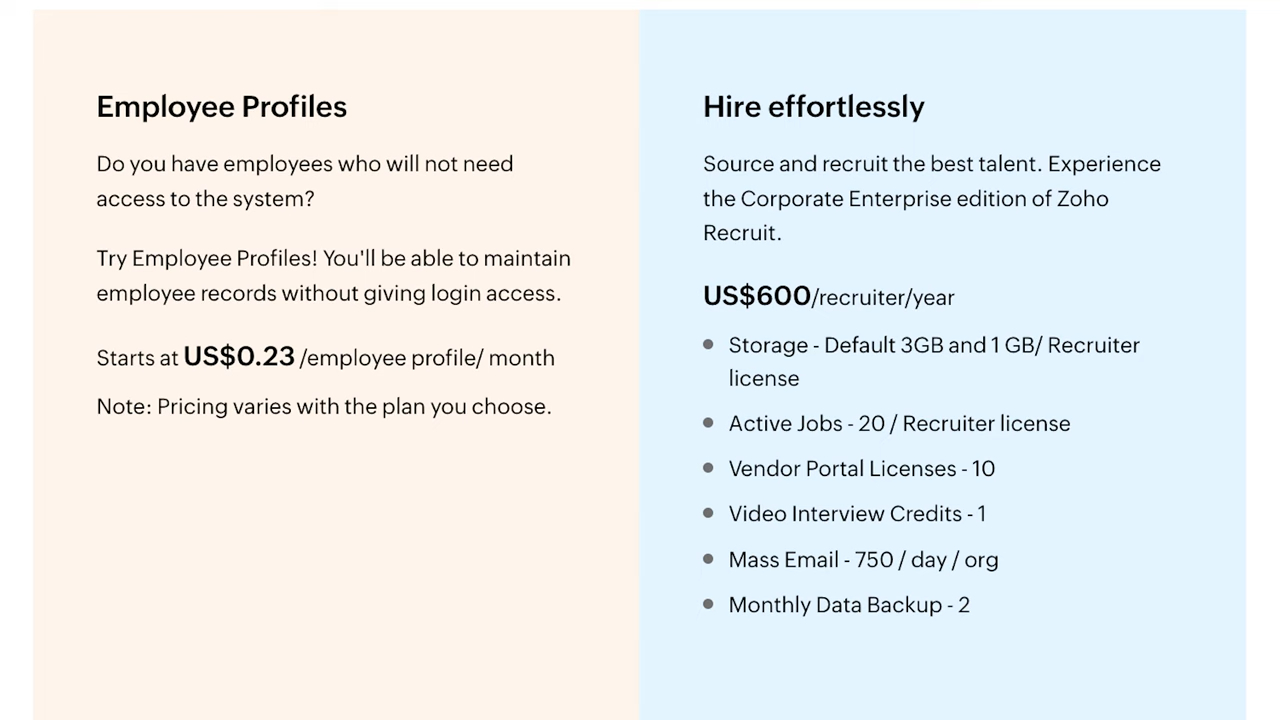 Employee Profiles
Do you have employees who will not need
access to the system?
Try Employee Profiles! You'll be able to maintain
employee records without giving login access.
Starts at US$0.23 /employee profile/ month
Note: Pricing varies with the plan you choose.
Hire effortlessly
Source and recruit the best talent. Experience
the Corporate Enterprise edition of Zoho
Recruit.
US$600/recruiter/year
Storage - Default 3GB and 1 GB/ Recruiter
license
Active Jobs - 20 / Recruiter license
Vendor Portal Licenses - 10
Video Interview Credits - 1
Mass Email - 750 / day / org
Monthly Data Backup - 2